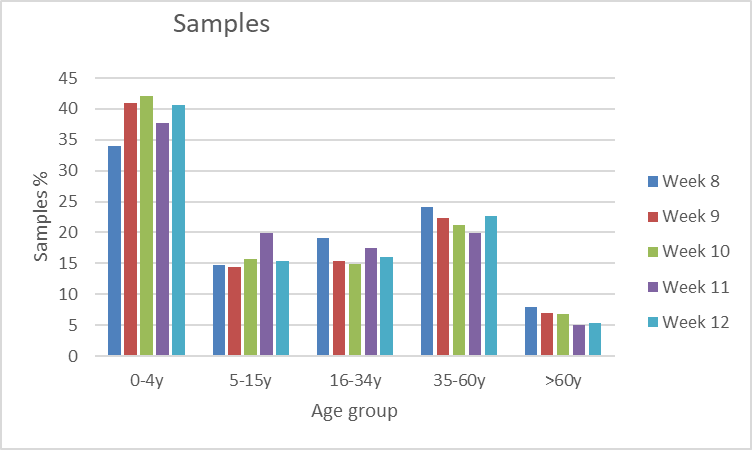 Samples
45
40
35
30
25
20
15
10
5
0
Samples %
0-4y 5-15y 16-34y 35-60y >60y
Age group
Week 8
Week 9
Week 10
Week 11
Week 12